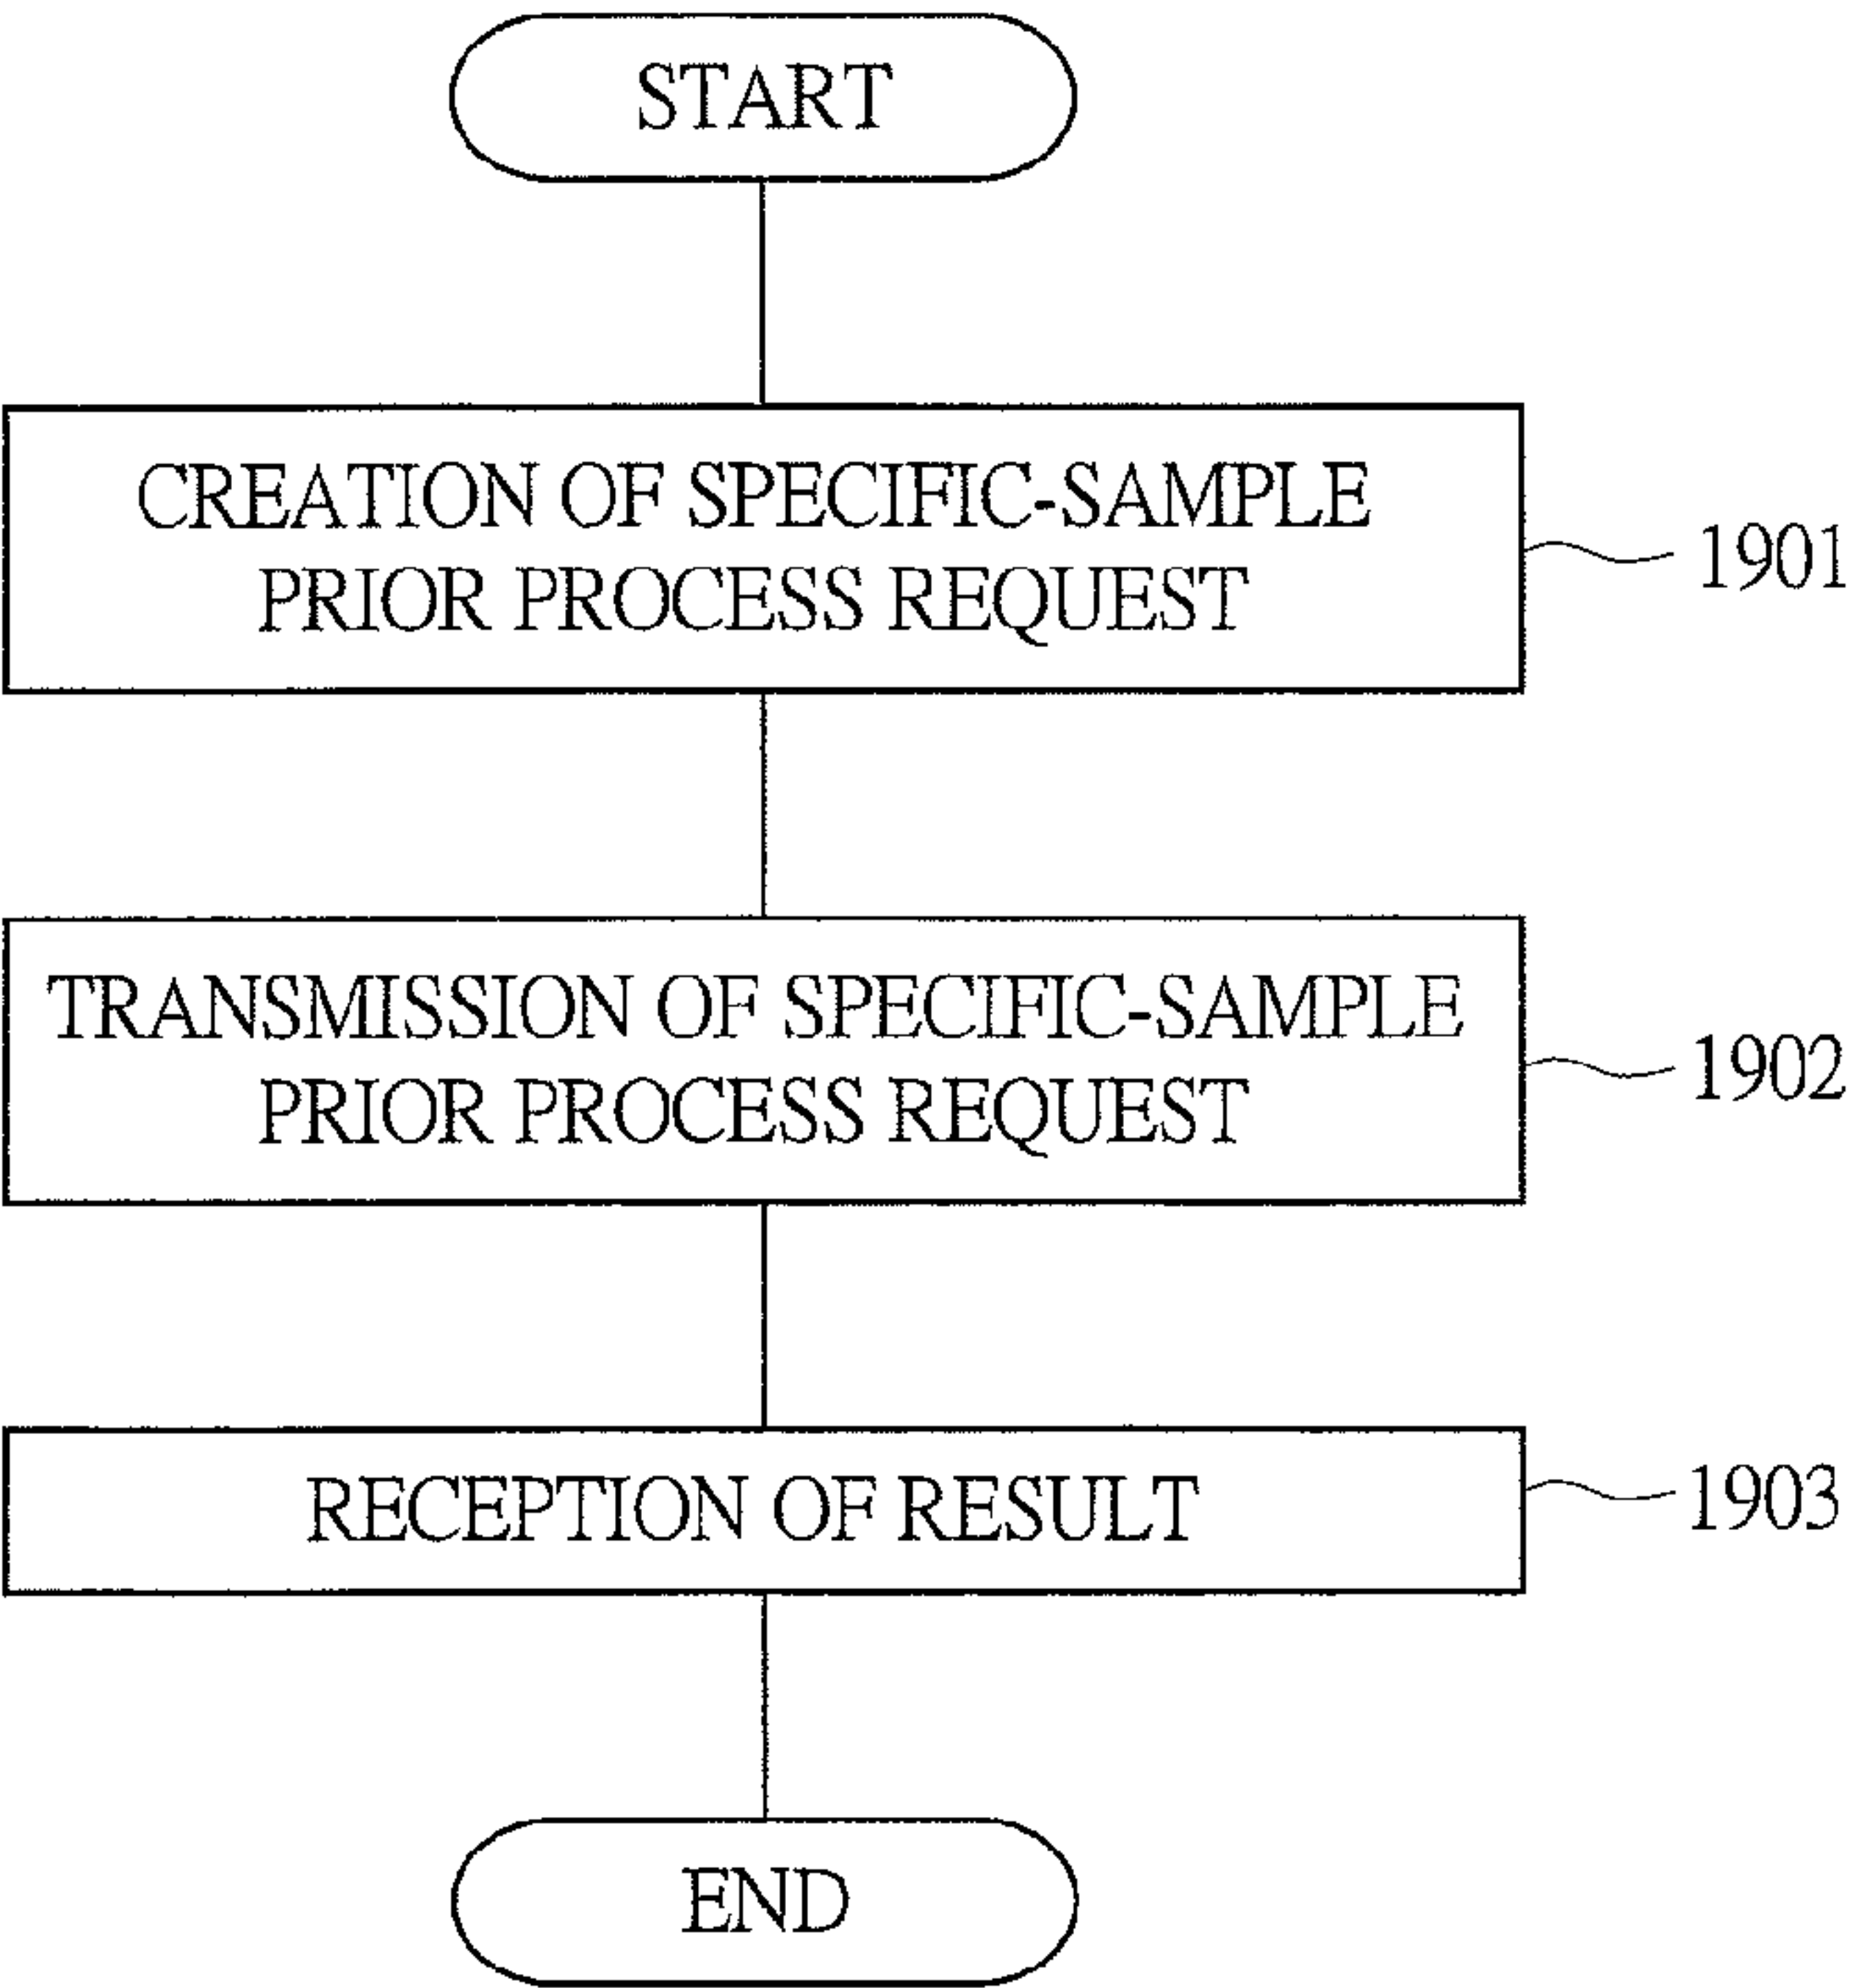 START
CREATION OF SPECIFIC-SAMPLE
PRIOR PROCESS REQUEST
1901
TRANSMISSION OF SPECIFIC-SAMPLE
PRIOR PROCESS REQUEST
1902
RECEPTION OF RESULT
1903
END